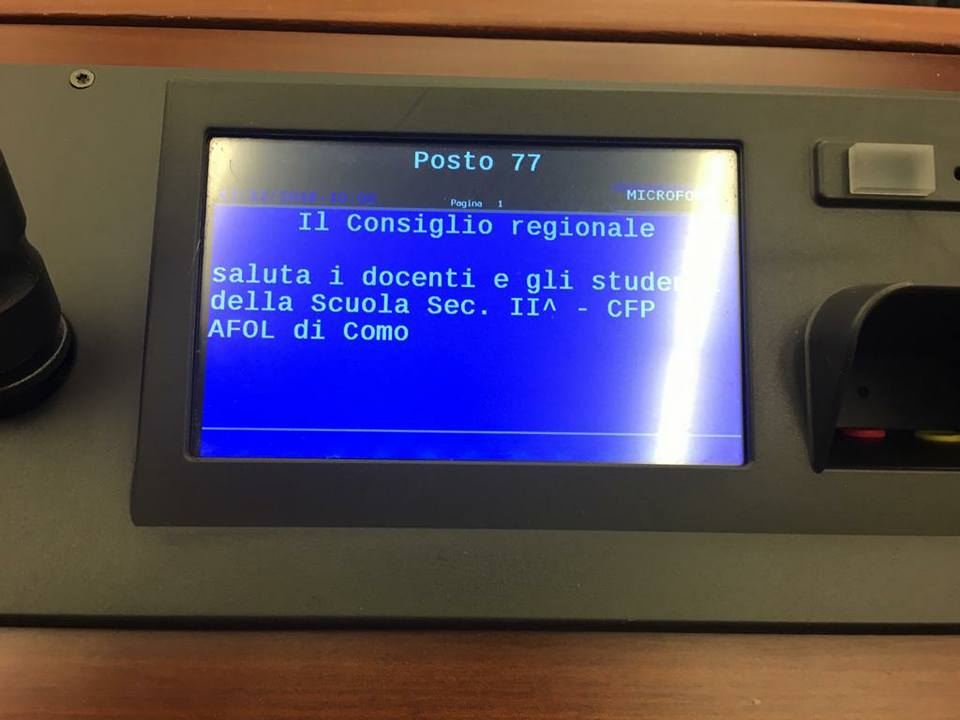 Posto 77
Pagina 1
Il Consiglio regionale
saluta i docenti e gli
della Scuola Sec. II^ - CFP
AFOL di Como